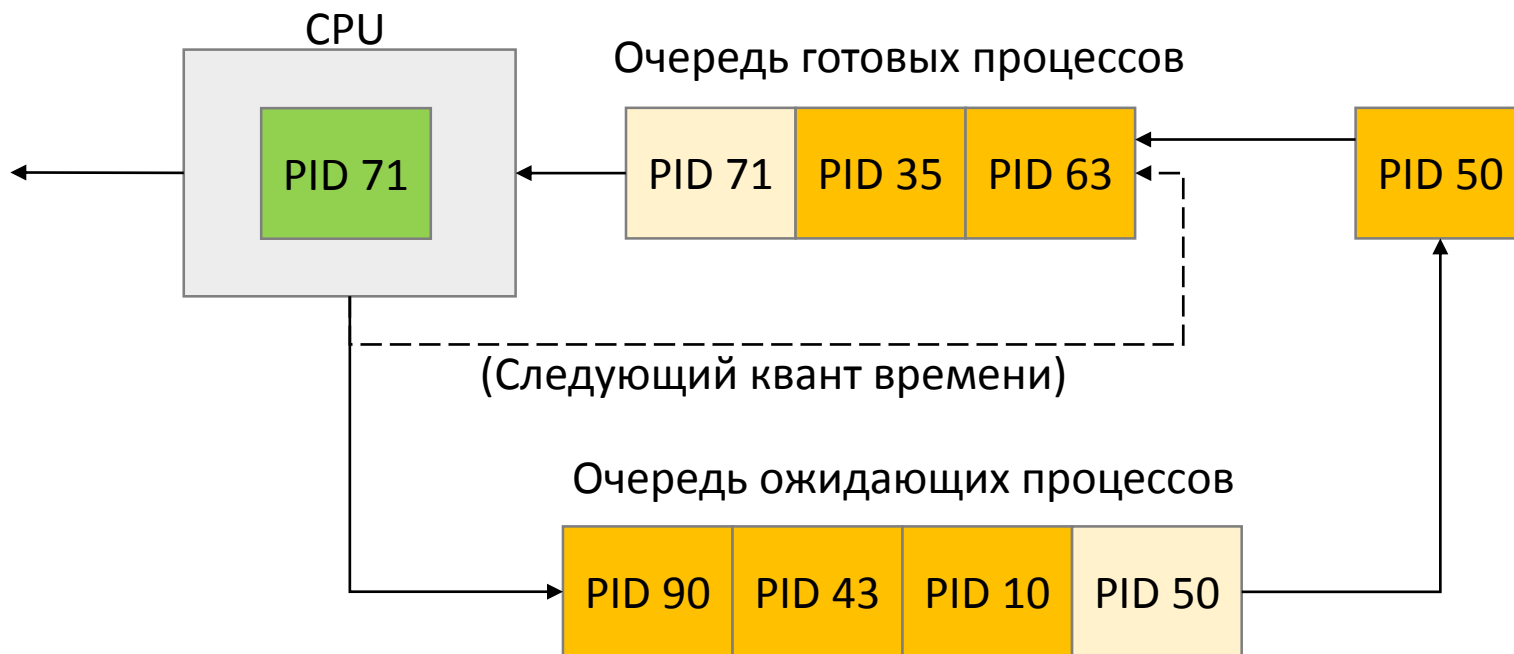 CPU
Очередь готовых процессов
PID 71
PID 71 PID 35 PID 63
PID 50
(Следующий квант времени)
Очередь ожидающих процессов
PID 90 PID 43 PID 10 PID 50